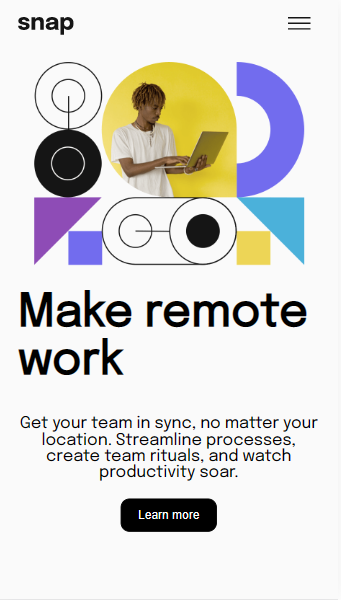 snap
Make remote
work
Get your team in sync, no matter your
location. Streamline processes,
create team rituals, and watch
productivity soar.
Learn more